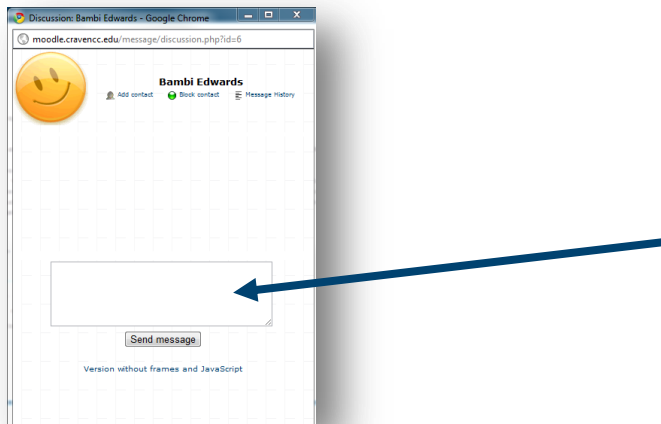 Discussion: Bambi Edwards - Google Chrome
moodle.cravencc.edu/message/discussion.php?id=6
Bambi Edwards
Add contact Block contact Message History
Send message
Version without frames and JavaScript